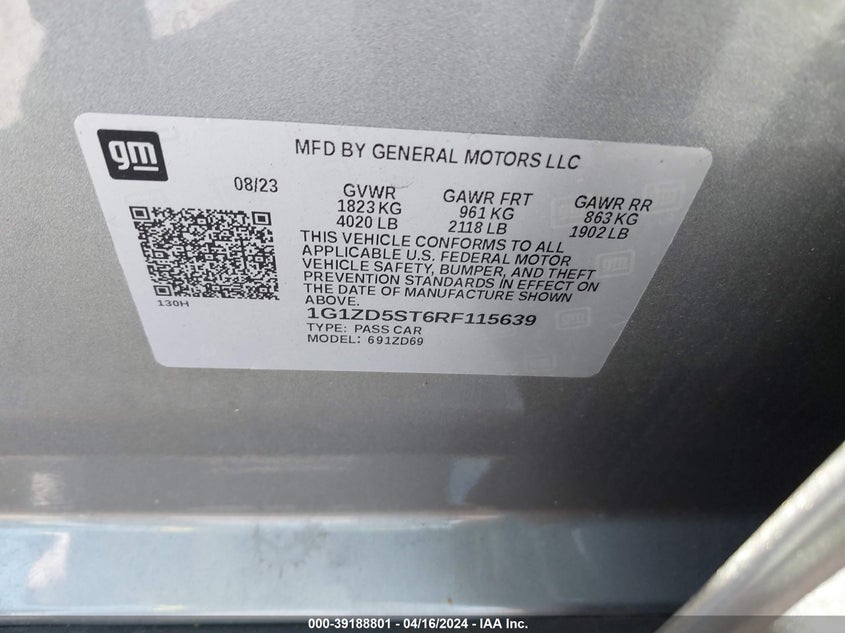 gm
MFD BY GENERAL MOTORS LLC
08/23
GVWR GAWR FRT GAWR RR
1823 KG 961 KG 863 KG
4020 LB 2118 LB 1902 LB
THIS VEHICLE CONFORMS TO ALL
APPLICABLE U.S. FEDERAL MOTOR
VEHICLE SAFETY, BUMPER, AND THEFT
PREVENTION STANDARDS IN EFFECT ON
THE DATE OF MANUFACTURE SHOWN
ABOVE.
130H
1G1ZD5ST6RF115639
TYPE: PASS CAR
MODEL: 691ZD69
gm
000-39188801 - 04/16/2024 - IAA Inc.